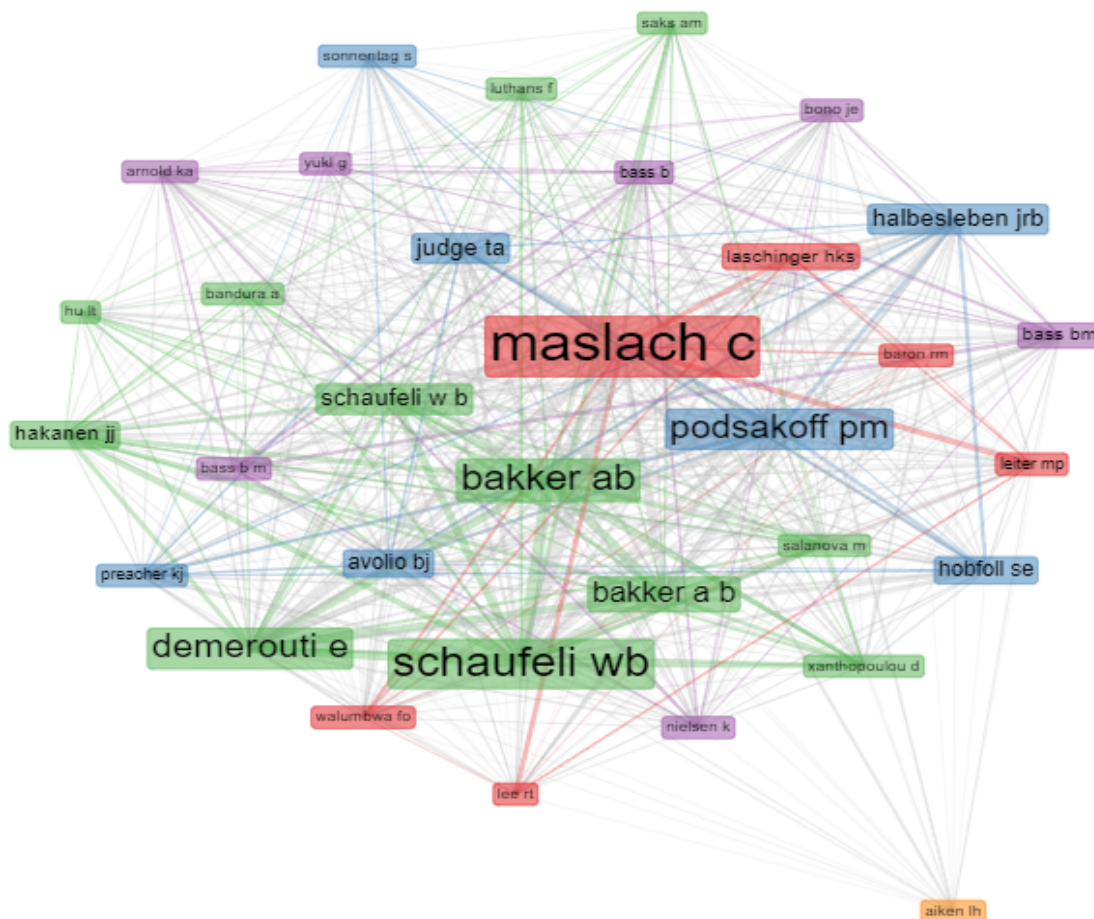 saks am
sonnentag s
luthans f
bono je
arnold ka
yuki g
bass b
halbesleben jrb
judge ta
laschinger hks
bandura a
hu lt
bass bm
maslach c
baron rm
schaufeli w b
podsakoff pm
hakanen jj
bass b m
leiter mp
bakker ab
salanova m
avolio bj
preacher kj
hobfoll se
bakker a b
demerouti e
schaufeli wb
xanthopoulou d
walumbwa fo
nielsen k
lee rt
aiken lh